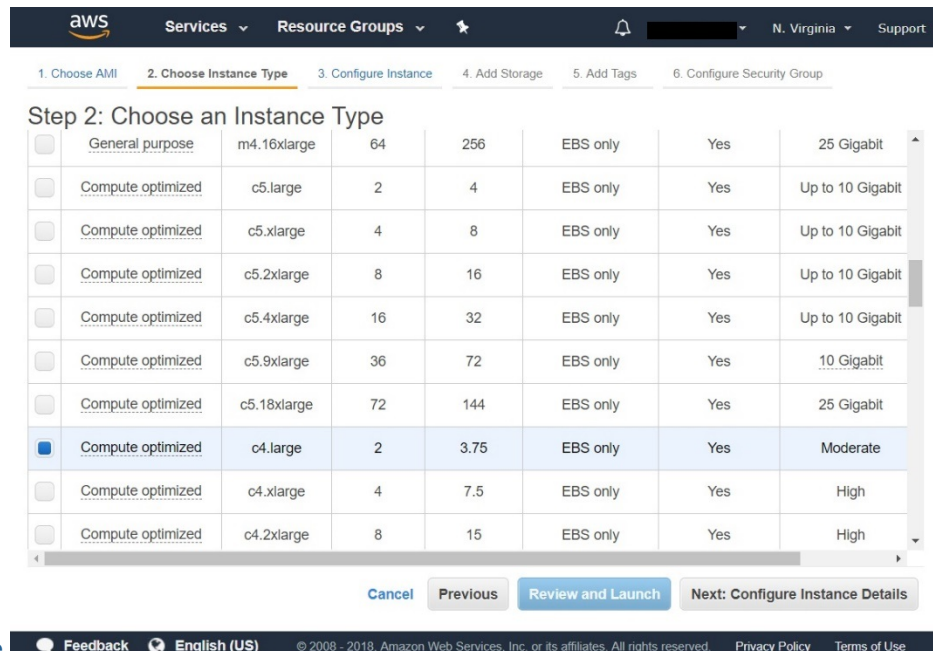 aws Services Resource Groups N. Virginia Support
1. Choose AMI 2. Choose Instance Type 3. Configure Instance 4. Add Storage 5. Add Tags 6. Configure Security Group
Step 2: Choose an Instance Type
General purpose m4.16xlarge 64 256 EBS only Yes 25 Gigabit
Compute optimized c5.large 2 4 EBS only Yes Up to 10 Gigabit
Compute optimized c5.xlarge 4 8 EBS only Yes Up to 10 Gigabit
Compute optimized c5.2xlarge 8 16 EBS only Yes Up to 10 Gigabit
Compute optimized c5.4xlarge 16 32 EBS only Yes Up to 10 Gigabit
Compute optimized c5.9xlarge 36 72 EBS only Yes 10 Gigabit
Compute optimized c5.18xlarge 72 144 EBS only Yes 25 Gigabit
Compute optimized c4.large 2 3.75 EBS only Yes Moderate
Compute optimized c4.xlarge 4 7.5 EBS only Yes High
Compute optimized c4.2xlarge 8 15 EBS only Yes High
Cancel Previous Review and Launch Next: Configure Instance Details
Feedback English (US) © 2008 - 2018, Amazon Web Services, Inc. or its affiliates. All rights reserved. Privacy Policy Terms of Use